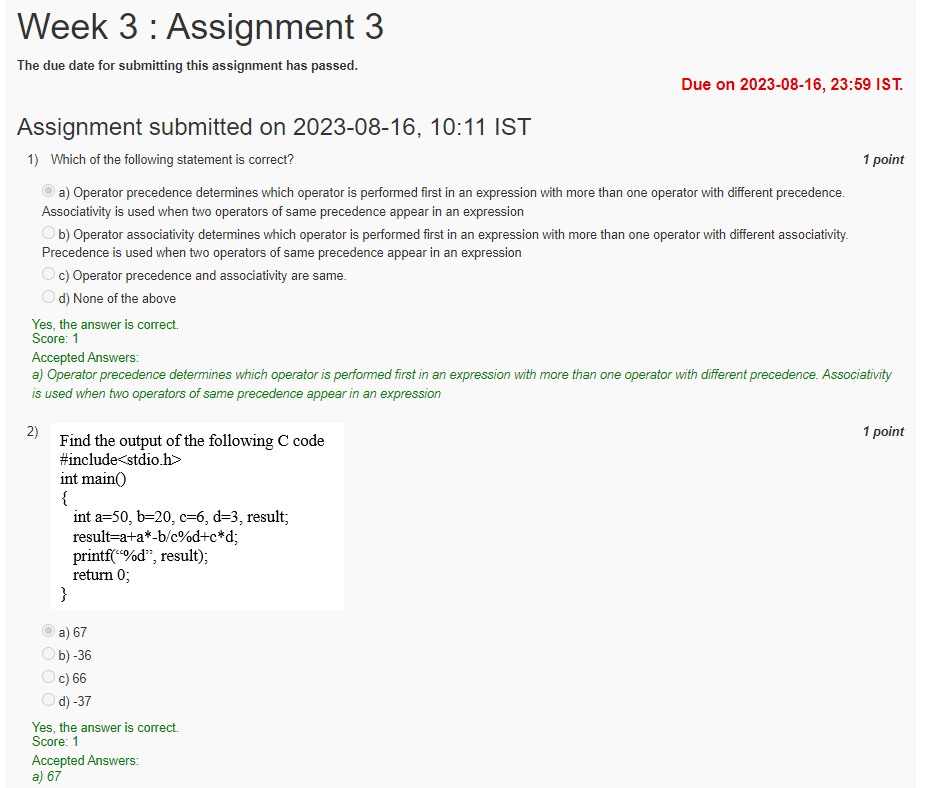 Week 3 : Assignment 3
The due date for submitting this assignment has passed.
Due on 2023-08-16, 23:59 IST.
Assignment submitted on 2023-08-16, 10:11 IST
1) Which of the following statement is correct? 1 point
a) Operator precedence determines which operator is performed first in an expression with more than one operator with different precedence.
Associativity is used when two operators of same precedence appear in an expression
b) Operator associativity determines which operator is performed first in an expression with more than one operator with different associativity.
Precedence is used when two operators of same precedence appear in an expression
c) Operator precedence and associativity are same.
d) None of the above
Yes, the answer is correct.
Score: 1
Accepted Answers:
a) Operator precedence determines which operator is performed first in an expression with more than one operator with different precedence. Associativity
is used when two operators of same precedence appear in an expression
2) 1 point
Find the output of the following C code
#include<stdio.h>
int main()
{
int a=50, b=20, c=6, d=3, result;
result=a+a*-b/c%d+c*d;
printf(“%d”, result);
return 0;
}
a) 67
b) -36
c) 66
d) -37
Yes, the answer is correct.
Score: 1
Accepted Answers:
a) 67